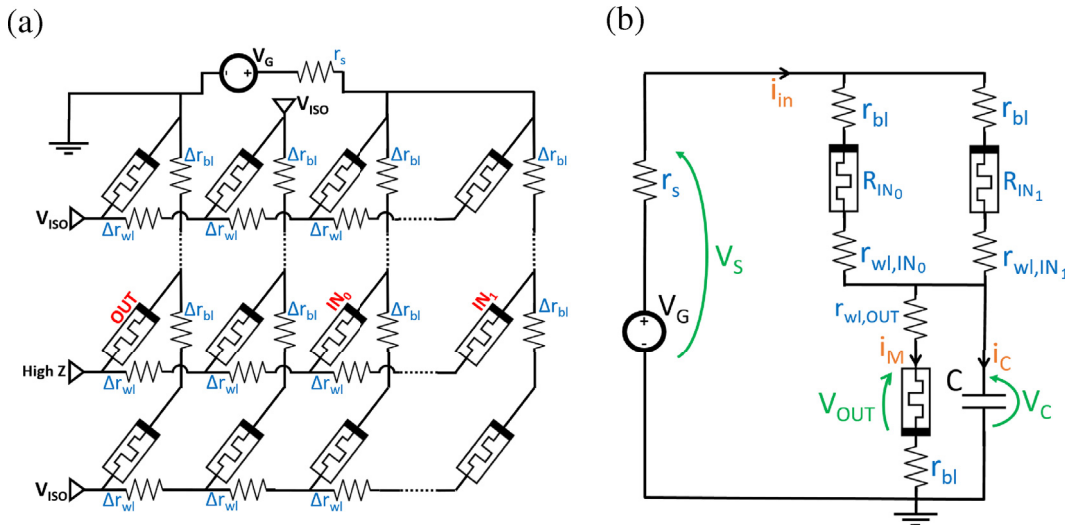 (a)
V_G
r_s
V_ISO
Δr_bl Δr_bl Δr_bl Δr_bl
V_ISO
Δr_wl Δr_wl Δr_wl
OUT IN_0 IN_1
Δr_bl Δr_bl Δr_bl Δr_bl
High Z
Δr_wl Δr_wl Δr_wl
V_ISO
Δr_wl Δr_wl Δr_wl
(b)
i_in
r_bl r_bl
r_s
R_IN_0 R_IN_1
V_S
r_wl,IN_0 r_wl,IN_1
V_G
r_wl,OUT
i_M i_C
V_OUT C V_C
r_bl
+
-
- +